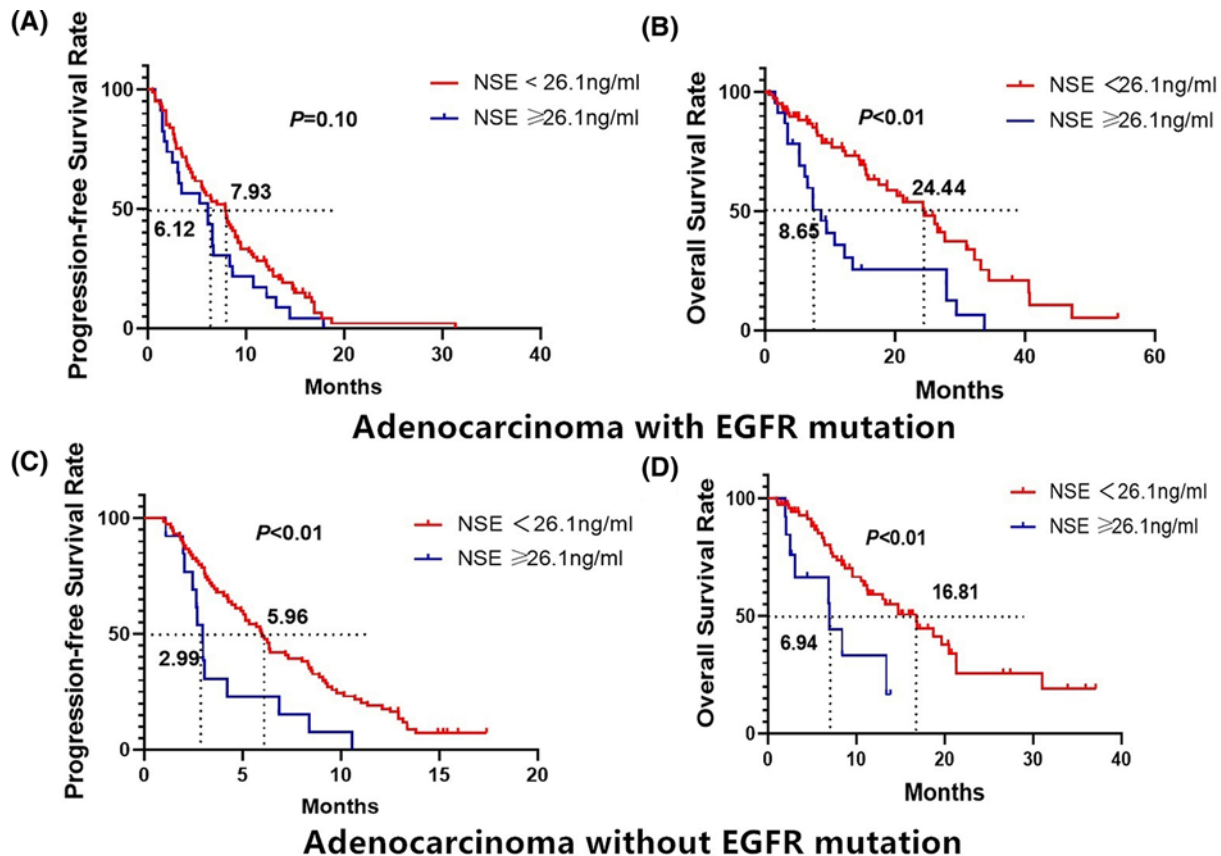 (A)
Progression-free Survival Rate
100
50
0
NSE < 26.1ng/ml
NSE ≥26.1ng/ml
P=0.10
7.93
6.12
0 10 20 30 40
Months
(B)
Overall Survival Rate
100
50
0
NSE <26.1ng/ml
NSE ≥26.1ng/ml
P<0.01
24.44
8.65
0 20 40 60
Months
Adenocarcinoma with EGFR mutation
(C)
Progression-free Survival Rate
100
50
0
NSE <26.1ng/ml
NSE ≥26.1ng/ml
P<0.01
5.96
2.99
0 5 10 15 20
Months
(D)
Overall Survival Rate
100
50
0
NSE <26.1ng/ml
NSE ≥26.1ng/ml
P<0.01
16.81
6.94
0 10 20 30 40
Months
Adenocarcinoma without EGFR mutation